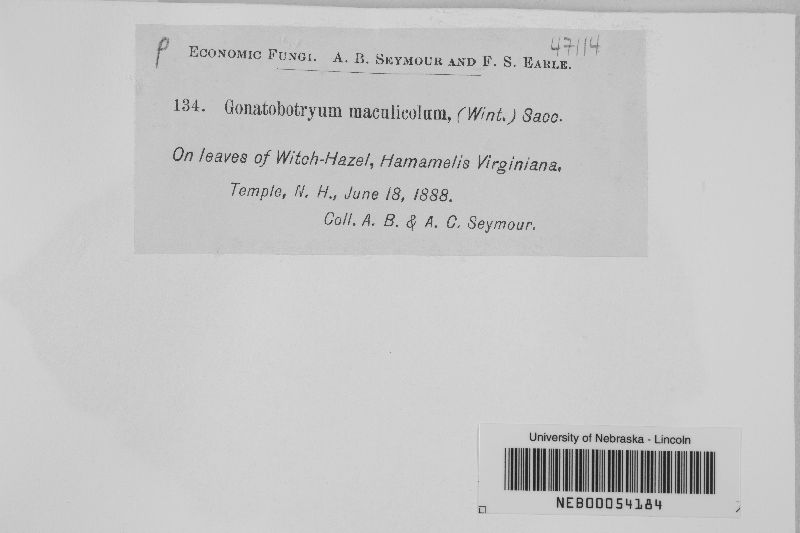 P 47114
Economic Fungi. A. B. Seymour and F. S. Earle.
134. Gonatobotryum maculicolum, (Wint.) Sacc.
On leaves of Witch-Hazel, Hamamelis Virginiana,
Temple, N. H., June 18, 1888.
Coll. A. B. & A. C. Seymour.
University of Nebraska - Lincoln
NEB00054184